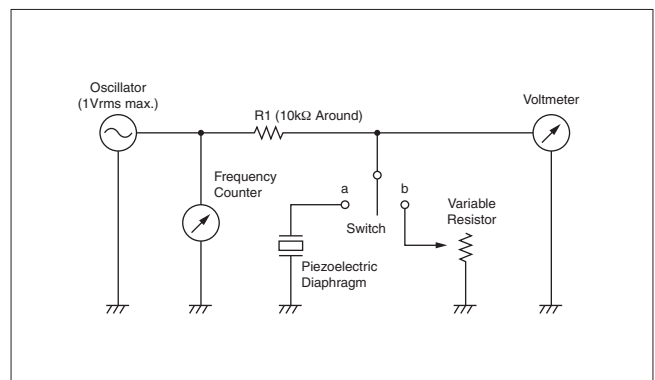 Oscillator
(1Vrms max.)
R1 (10kΩ Around)
Voltmeter
Frequency
Counter
a
b
Variable
Resistor
Switch
Piezoelectric
Diaphragm